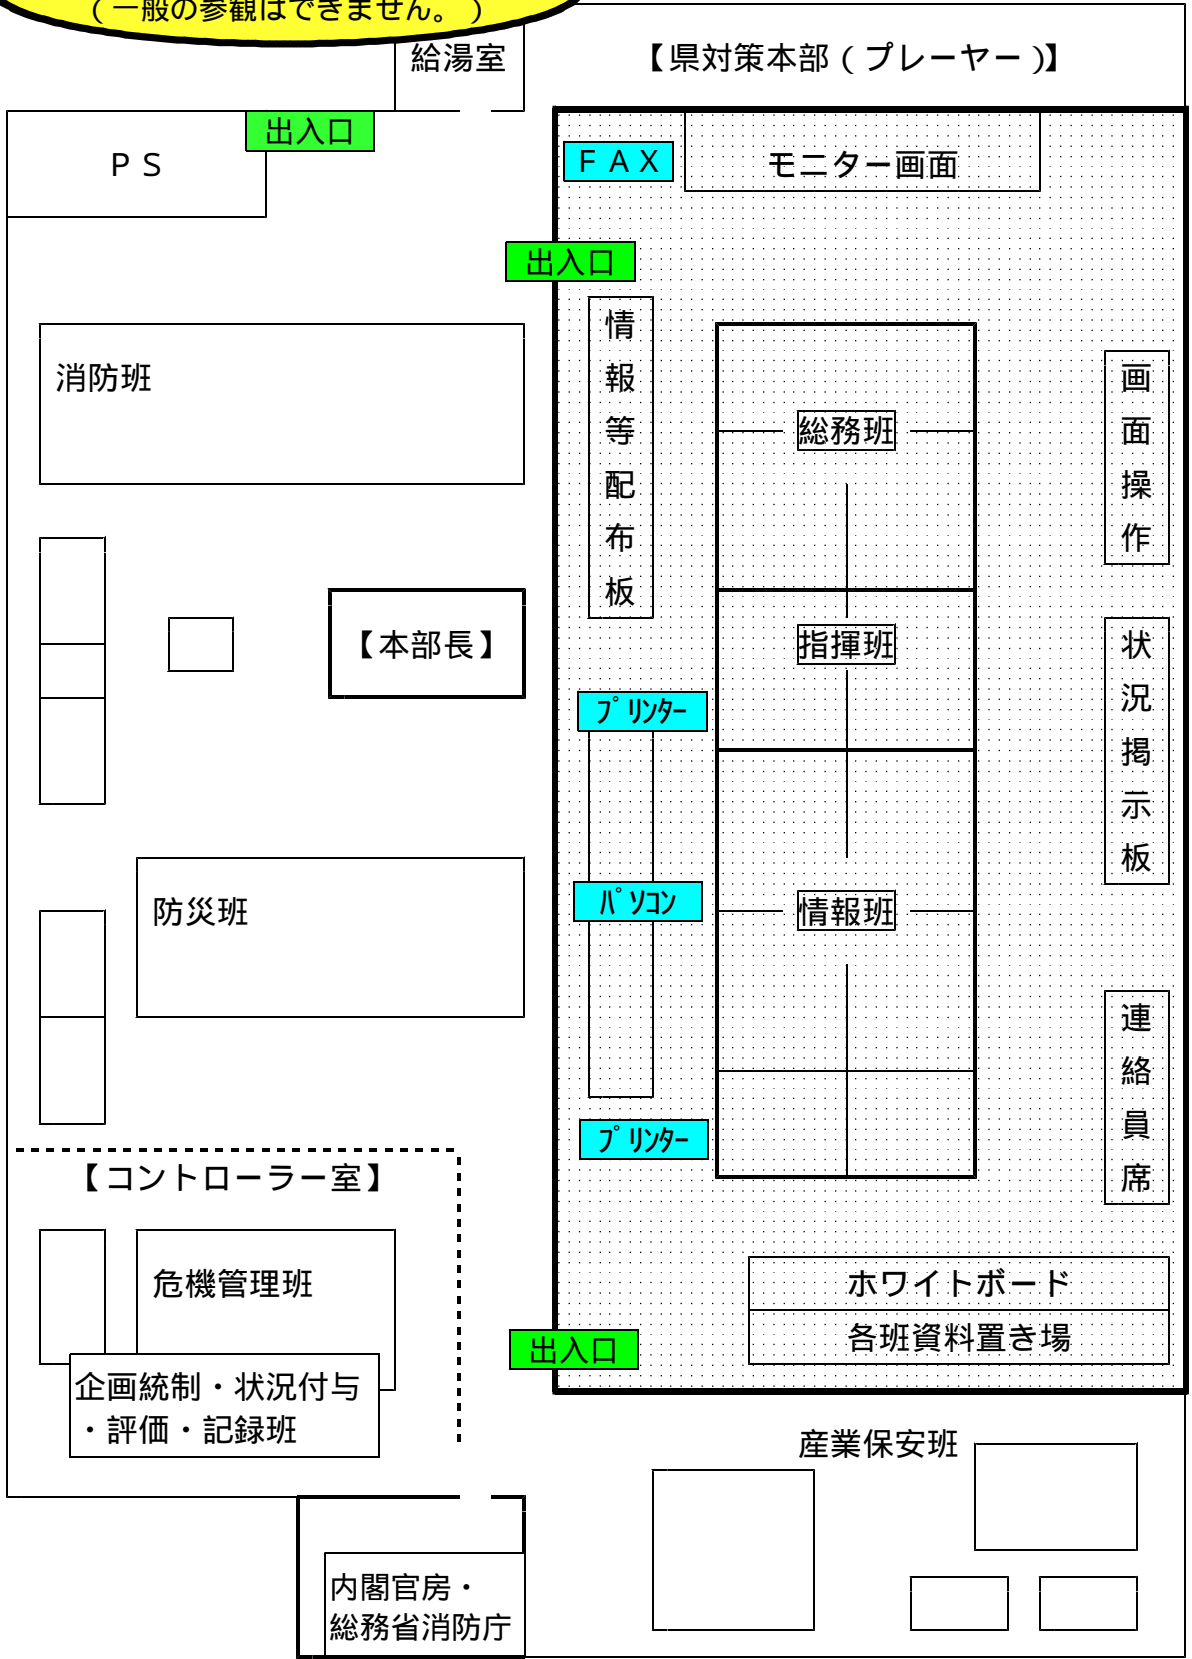 (一般の参観はできません。)
給湯室
【県対策本部(プレーヤー)】
出入口
ＰＳ
ＦＡＸ
モニター画面
出入口
情報等配布板
消防班
総務班
画面操作
【本部長】
指揮班
状況掲示板
ﾌﾟﾘﾝﾀｰ
防災班
ﾊﾟｿｺﾝ
情報班
連絡員席
ﾌﾟﾘﾝﾀｰ
【コントローラー室】
危機管理班
ホワイトボード
各班資料置き場
出入口
企画統制・状況付与
・評価・記録班
産業保安班
内閣官房・
総務省消防庁